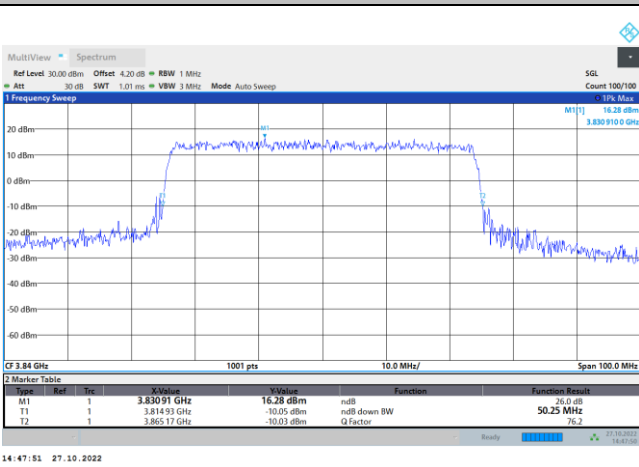 MultiView Spectrum
Ref Level 30.00 dBm Offset 4.20 dB RBW 1 MHz SGL
Att 30 dB SWT 1.01 ms VBW 3 MHz Mode Auto Sweep Count 100/100
1 Frequency Sweep 1Pk Max
M1[1] 16.28 dBm
3.830 910 0 GHz
M1
20 dBm
10 dBm
0 dBm
T1 T2
-10 dBm
-20 dBm
-30 dBm
-40 dBm
-50 dBm
-60 dBm
CF 3.84 GHz 1001 pts 10.0 MHz/ Span 100.0 MHz
2 Marker Table
Type Ref Trc X-Value Y-Value Function Function Result
M1 1 3.830 91 GHz 16.28 dBm ndB 26.0 dB
T1 1 3.814 93 GHz -10.05 dBm ndB down BW 50.25 MHz
T2 1 3.865 17 GHz -10.03 dBm Q Factor 76.2
Ready 27.10.2022
14:47:50
14:47:51 27.10.2022